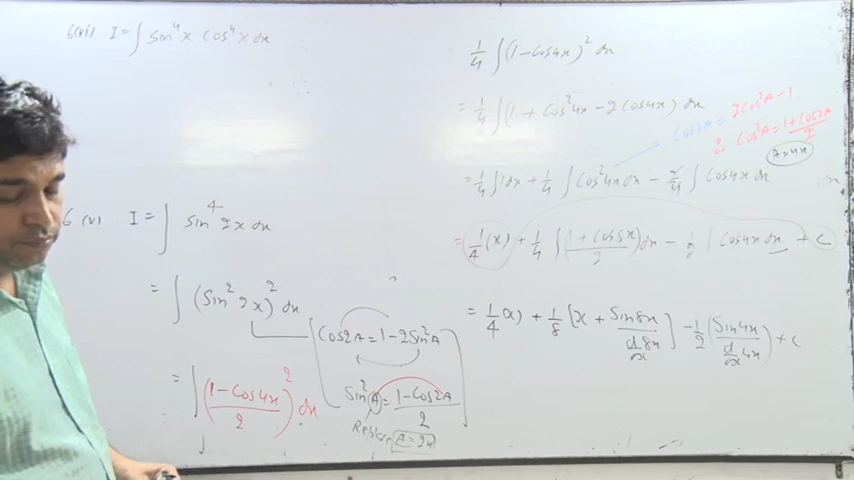 6(vii) I = ∫ sin⁴x cos⁴x dx
6(vi) I = ∫ sin⁴ 2x dx
= ∫ (sin² 2x)² dx
Cos2A = 1 - 2Sin²A
= ∫ ((1 - Cos4x)/2)² dx
Sin²A = (1 - Cos2A)/2
Replace A = 2x
1/4 ∫ (1 - Cos4x)² dx
= 1/4 ∫ (1 + Cos²4x - 2Cos4x) dx
Cos2A = 2Cos²A - 1
∴ Cos²A = (1 + Cos2A)/2
A = 4x
= 1/4 ∫ 1 dx + 1/4 ∫ Cos²4x dx - 2/4 ∫ Cos4x dx
= 1/4 (x) + 1/4 ∫ ((1 + Cos8x)/2) dx - 1/2 ∫ Cos4x dx + C
= 1/4 (x) + 1/8 [x + Sin8x/(d/dx 8x)] - 1/2 (Sin4x/(d/dx 4x)) + C